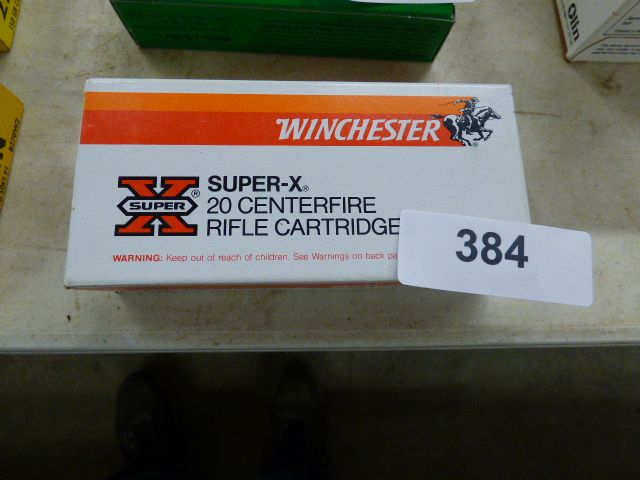 Olin
WINCHESTER®
SUPER
X®
SUPER-X®
20 CENTERFIRE
RIFLE CARTRIDGE
WARNING: Keep out of reach of children. See Warnings on back
384